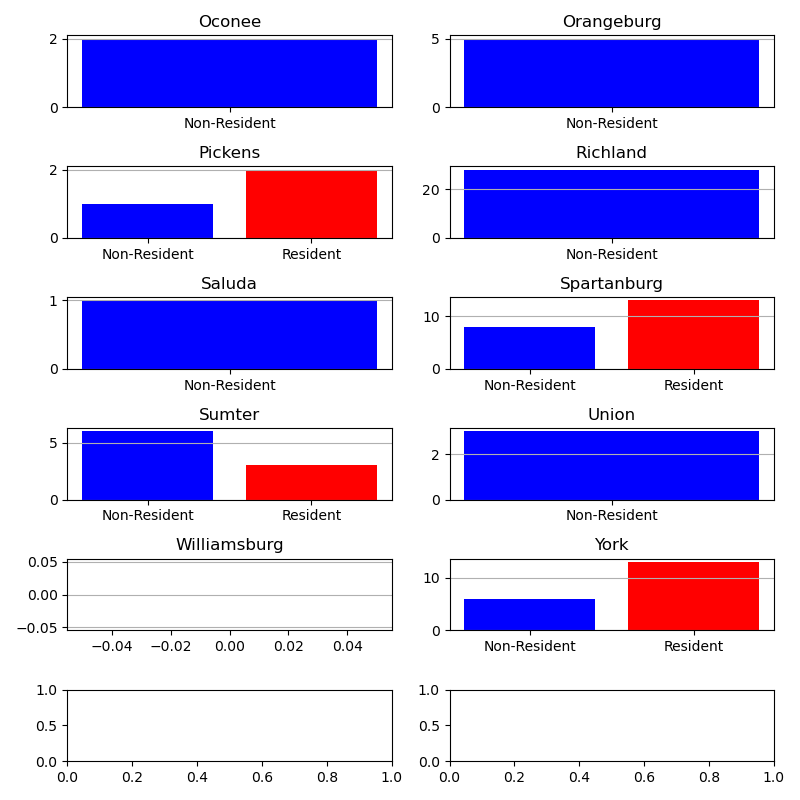 Oconee
2
0
Non-Resident
Orangeburg
5
0
Non-Resident
Pickens
2
0
Non-Resident Resident
Richland
20
0
Non-Resident
Saluda
1
0
Non-Resident
Spartanburg
10
0
Non-Resident Resident
Sumter
5
0
Non-Resident Resident
Union
2
0
Non-Resident
Williamsburg
0.05
0.00
−0.05
−0.04 −0.02 0.00 0.02 0.04
York
10
0
Non-Resident Resident
1.0
0.5
0.0
0.0 0.2 0.4 0.6 0.8 1.0
1.0
0.5
0.0
0.0 0.2 0.4 0.6 0.8 1.0